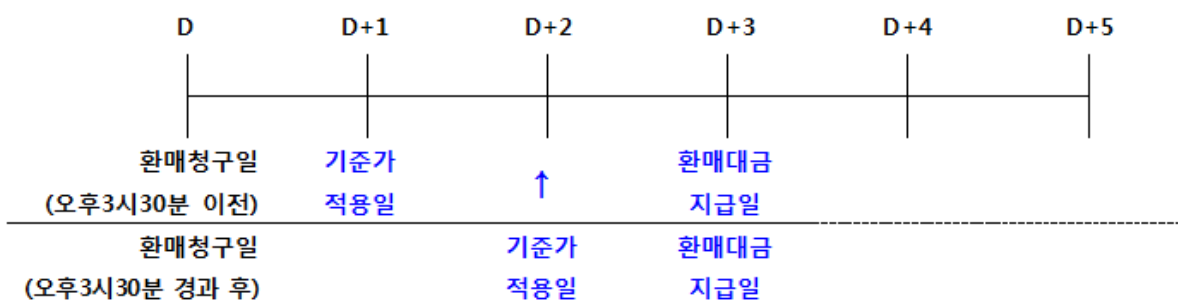 D D+1 D+2 D+3 D+4 D+5
환매청구일 기준가 환매대금
(오후3시30분 이전) 적용일 ↑ 지급일
환매청구일 기준가 환매대금
(오후3시30분 경과 후) 적용일 지급일